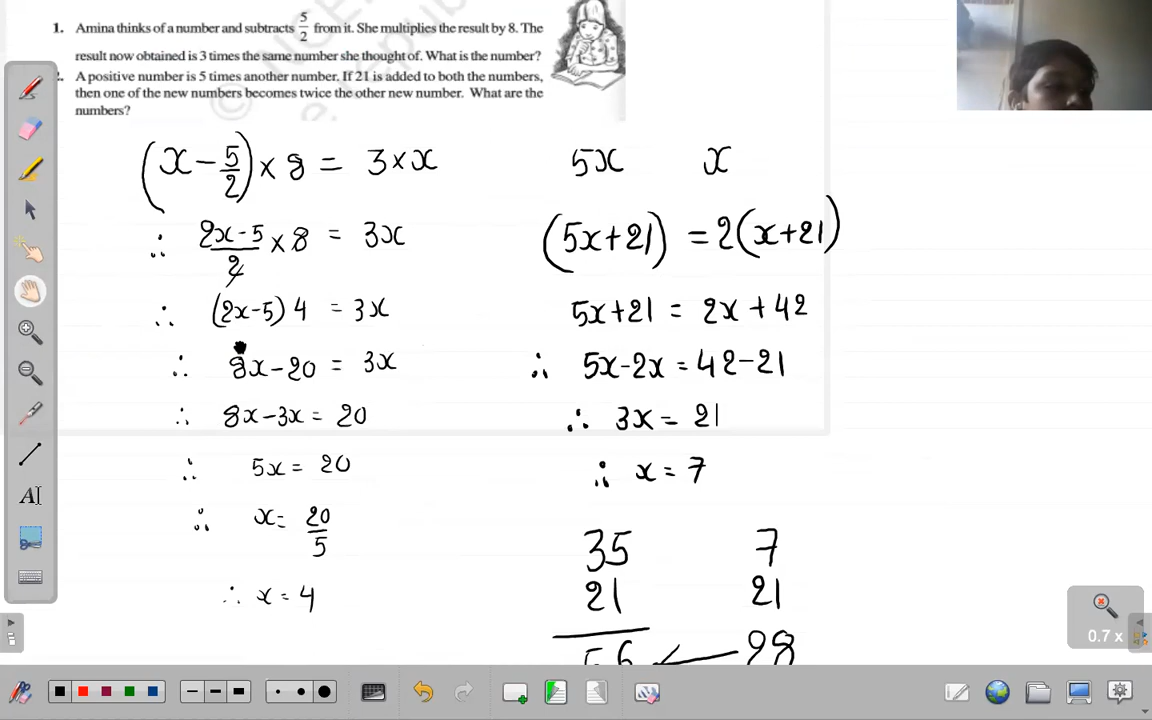 1. Amina thinks of a number and subtracts 5/2 from it. She multiplies the result by 8. The
result now obtained is 3 times the same number she thought of. What is the number?
2. A positive number is 5 times another number. If 21 is added to both the numbers,
then one of the new numbers becomes twice the other new number. What are the
numbers?
(x - 5/2) × 8 = 3 × x
∴ (2x-5)/2 × 8 = 3x
∴ (2x-5) 4 = 3x
∴ 8x-20 = 3x
∴ 8x-3x = 20
∴ 5x = 20
∴ x = 20/5
∴ x = 4
5x x
(5x+21) = 2(x+21)
5x+21 = 2x+42
∴ 5x-2x = 42-21
∴ 3x = 21
∴ x = 7
35 7
21 21
56 28
0.7 x